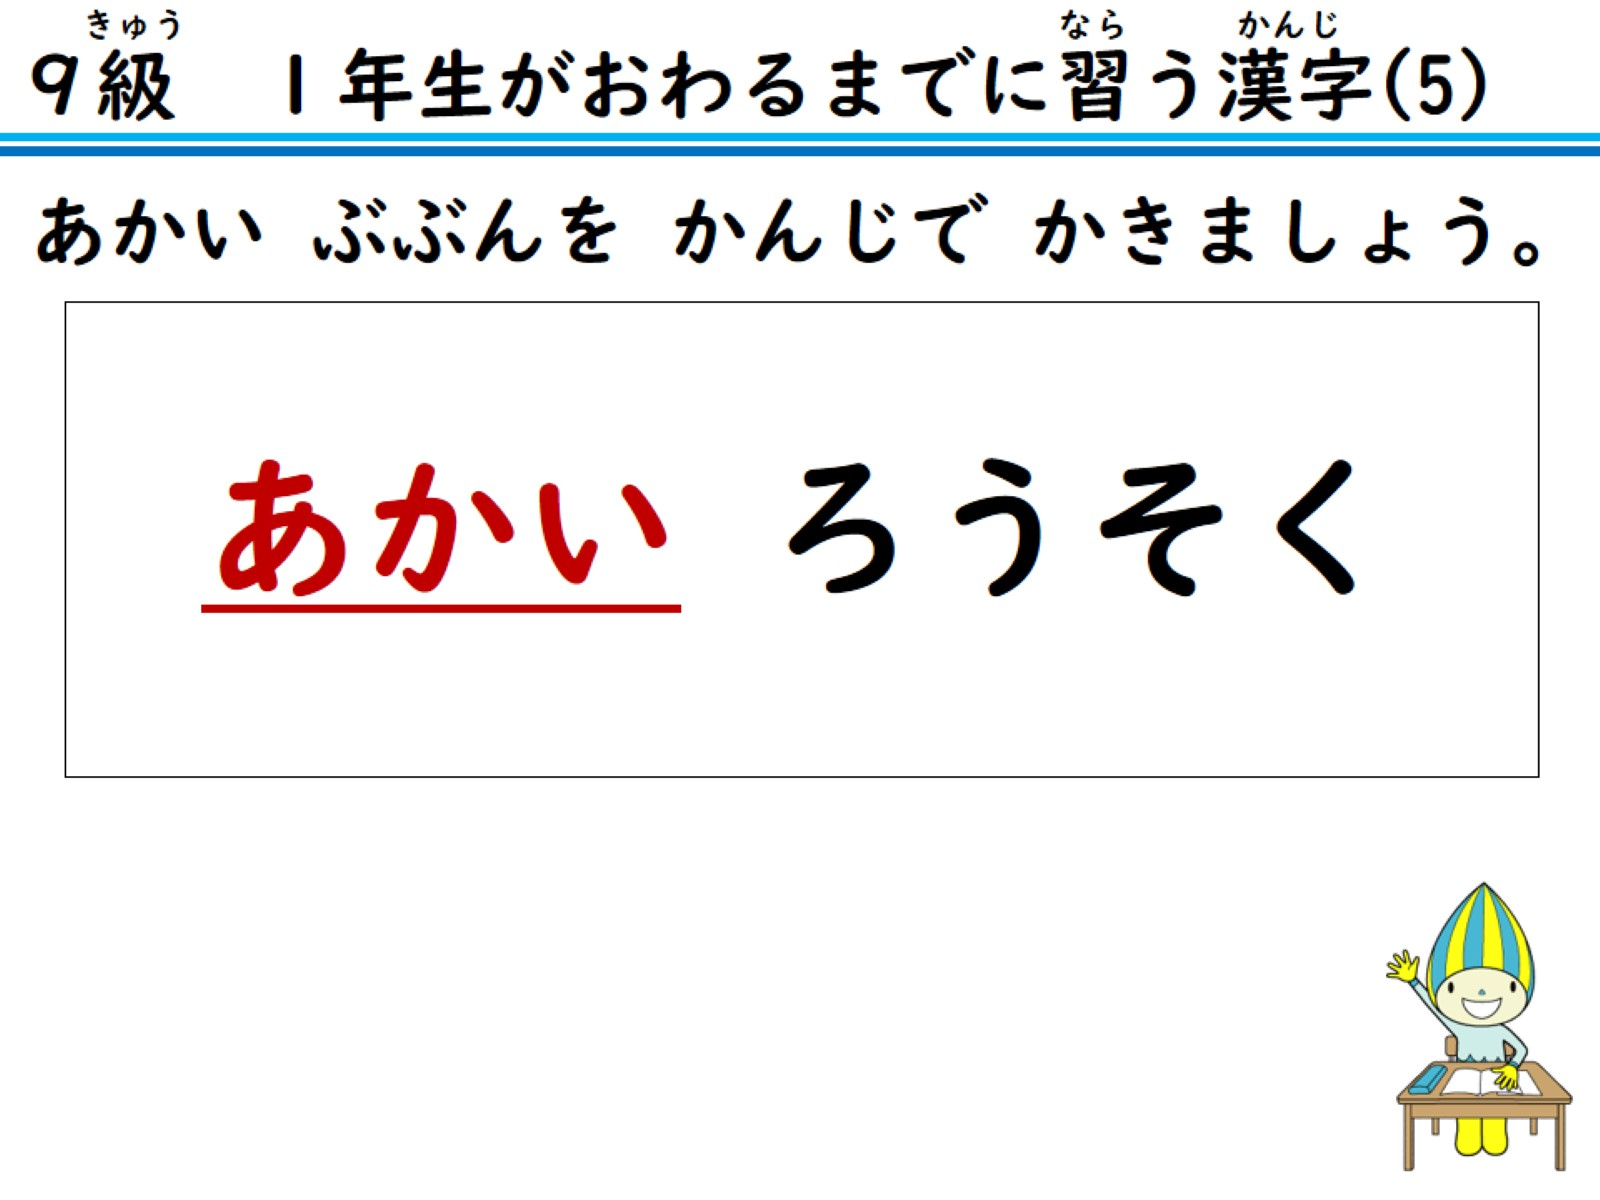 きゅう なら かんじ
9級 1年生がおわるまでに習う漢字(5)
あかい ぶぶんを かんじで かきましょう。
あかい ろうそく